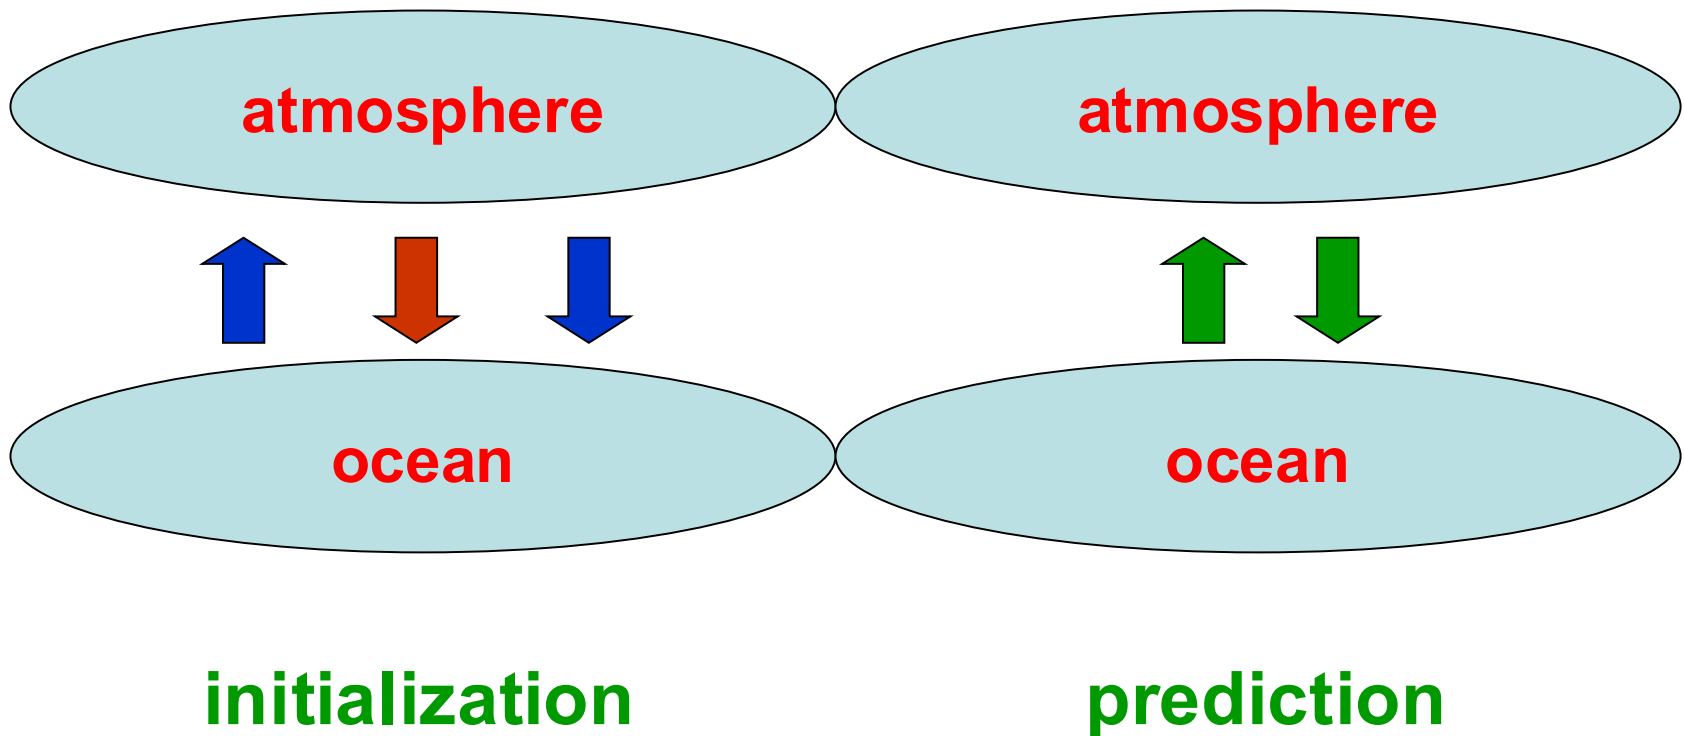 atmosphere atmosphere
ocean ocean
initialization prediction